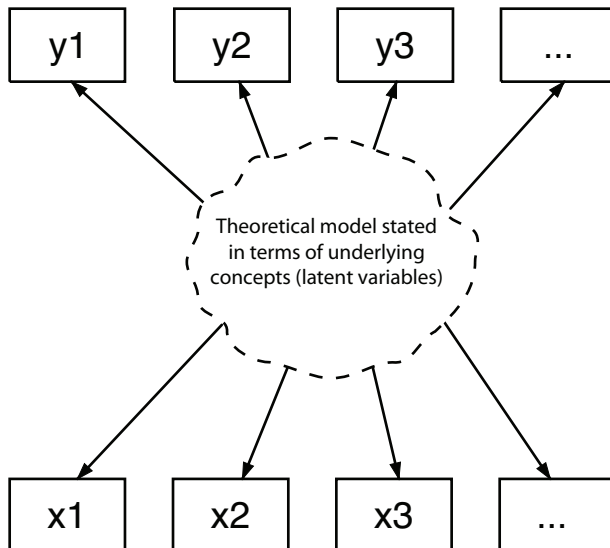 y1 y2 y3 ...
Theoretical model stated
in terms of underlying
concepts (latent variables)
x1 x2 x3 ...